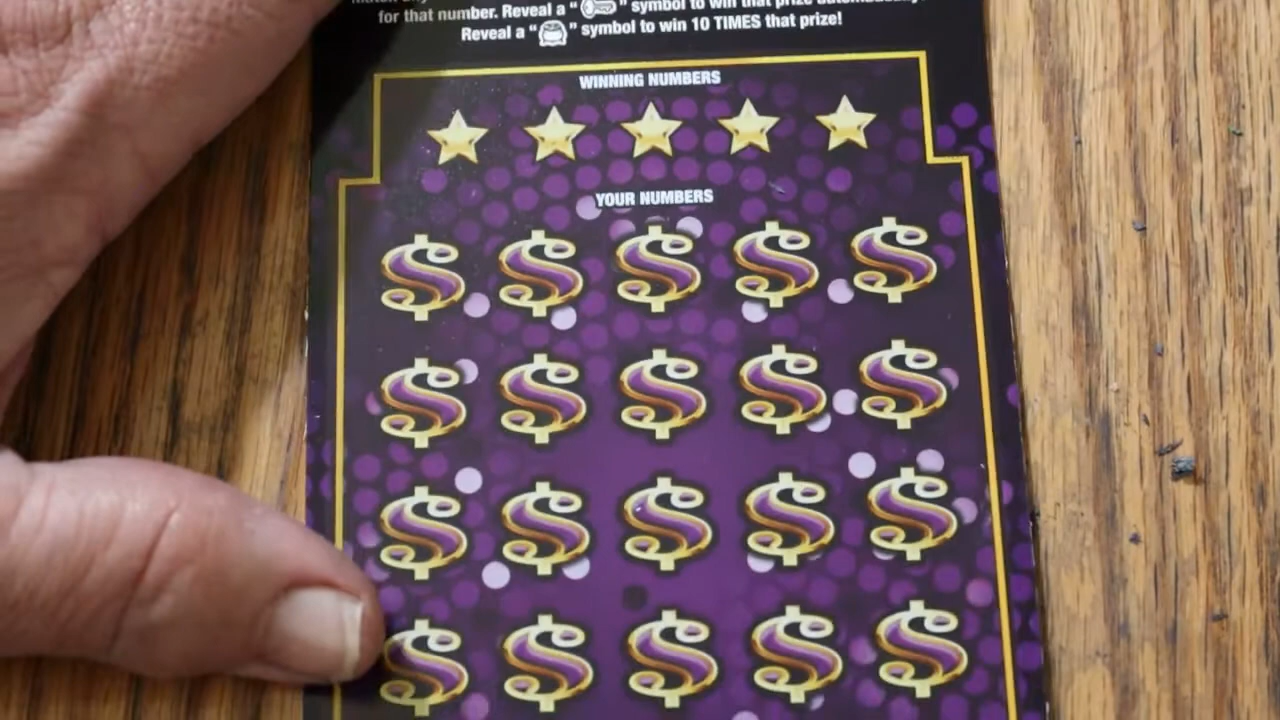 for that number. Reveal a " " symbol to win that prize automatically.
Reveal a " " symbol to win 10 TIMES that prize!
WINNING NUMBERS
YOUR NUMBERS